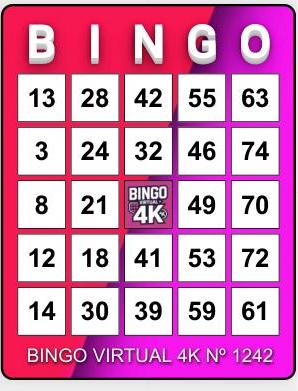 B I N G O
13 28 42 55 63
3 24 32 46 74
8 21 BINGO VIRTUAL 4K 49 70
12 18 41 53 72
14 30 39 59 61
BINGO VIRTUAL 4K Nº 1242